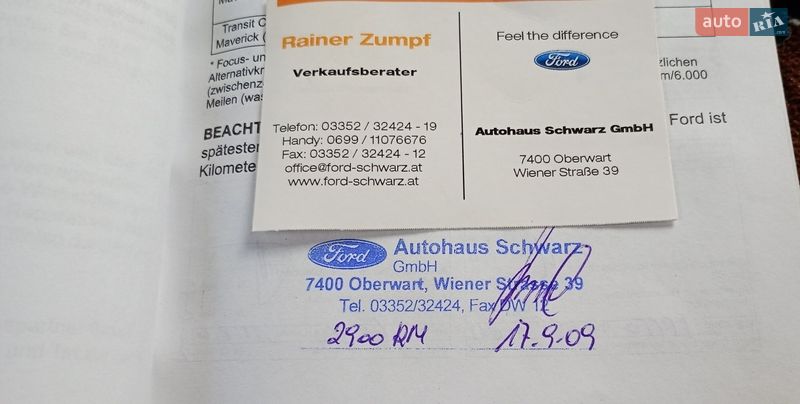 Transit C
Maverick (
* Focus- un
Alternativkr
(zwischenz
Meilen (was
zlichen
m/6.000
BEACHT
Ford ist
spätesten
Kilomete
Rainer Zumpf
Verkaufsberater
Telefon: 03352 / 32424 - 19
Handy: 0699 / 11076676
Fax: 03352 / 32424 - 12
office@ford-schwarz.at
www.ford-schwarz.at
Feel the difference
Ford
Autohaus Schwarz GmbH
7400 Oberwart
Wiener Straße 39
Ford
Autohaus Schwarz
GmbH
7400 Oberwart, Wiener Strasse 39
Tel. 03352/32424, Fax DW 12
2900 KM 17.9.09
auto RIA.com